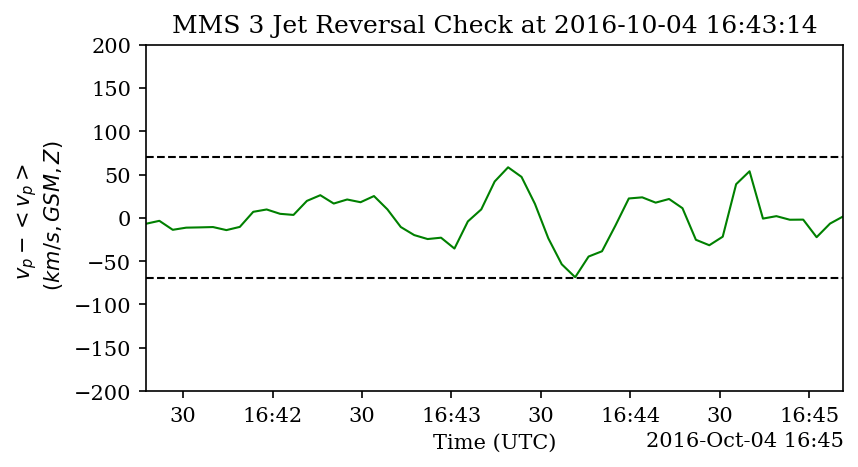 MMS 3 Jet Reversal Check at 2016-10-04 16:43:14
200
150
100
50
0
−50
−100
−150
−200
v_p − < v_p >
(km/s, GSM, Z)
30 16:42 30 16:43 30 16:44 30 16:45
Time (UTC)
2016-Oct-04 16:45